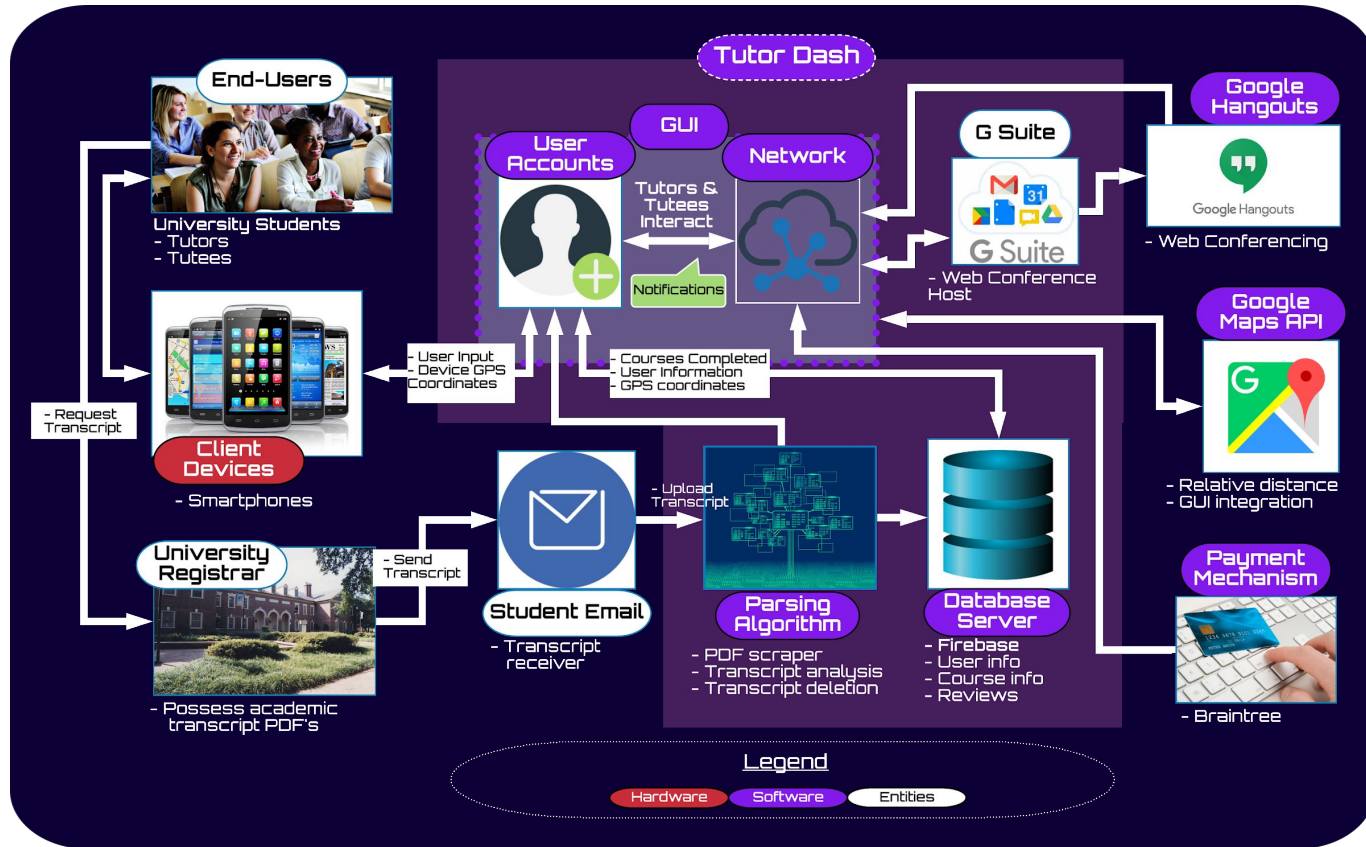 Tutor Dash
End-Users
University Students
- Tutors
- Tutees
Client
Devices
- Smartphones
- Request
Transcript
University
Registrar
- Possess academic
transcript PDF's
- Send
Transcript
Student Email
- Transcript
receiver
- Upload
Transcript
GUI
User
Accounts
Network
Tutors &
Tutees
Interact
Notifications
- User Input
- Device GPS
Coordinates
- Courses Completed
- User Information
- GPS coordinates
Parsing
Algorithm
- PDF scraper
- Transcript analysis
- Transcript deletion
Database
Server
- Firebase
- User info
- Course info
- Reviews
G Suite
31
G Suite
- Web Conference
Host
Google
Hangouts
Google Hangouts
- Web Conferencing
Google
Maps API
G
- Relative distance
- GUI integration
Payment
Mechanism
- Braintree
Legend
Hardware
Software
Entities